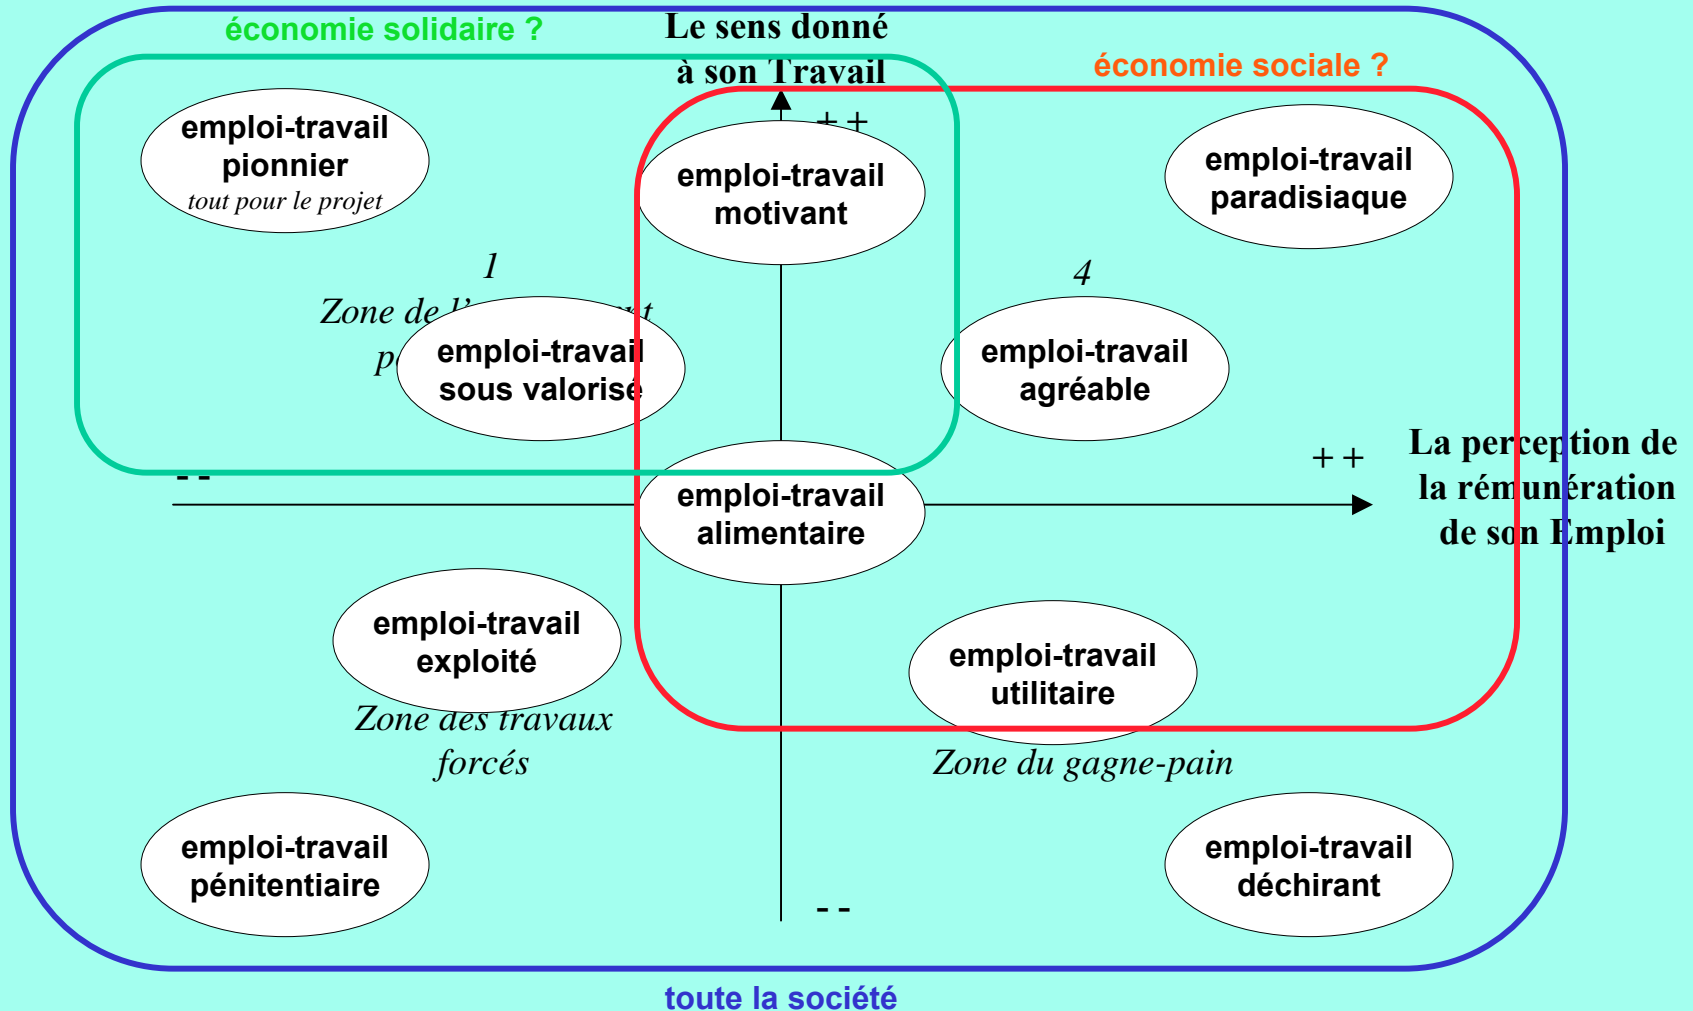 économie solidaire ?
Le sens donné
à son Travail
économie sociale ?
++
emploi-travail
pionnier
tout pour le projet
emploi-travail
motivant
emploi-travail
paradisiaque
1
Zone de l’
4
emploi-travail
sous valorisé
emploi-travail
agréable
--
++
La perception de
la rémunération
de son Emploi
emploi-travail
alimentaire
emploi-travail
exploité
Zone des travaux
forcés
emploi-travail
utilitaire
Zone du gagne-pain
emploi-travail
pénitentiaire
emploi-travail
déchirant
--
toute la société